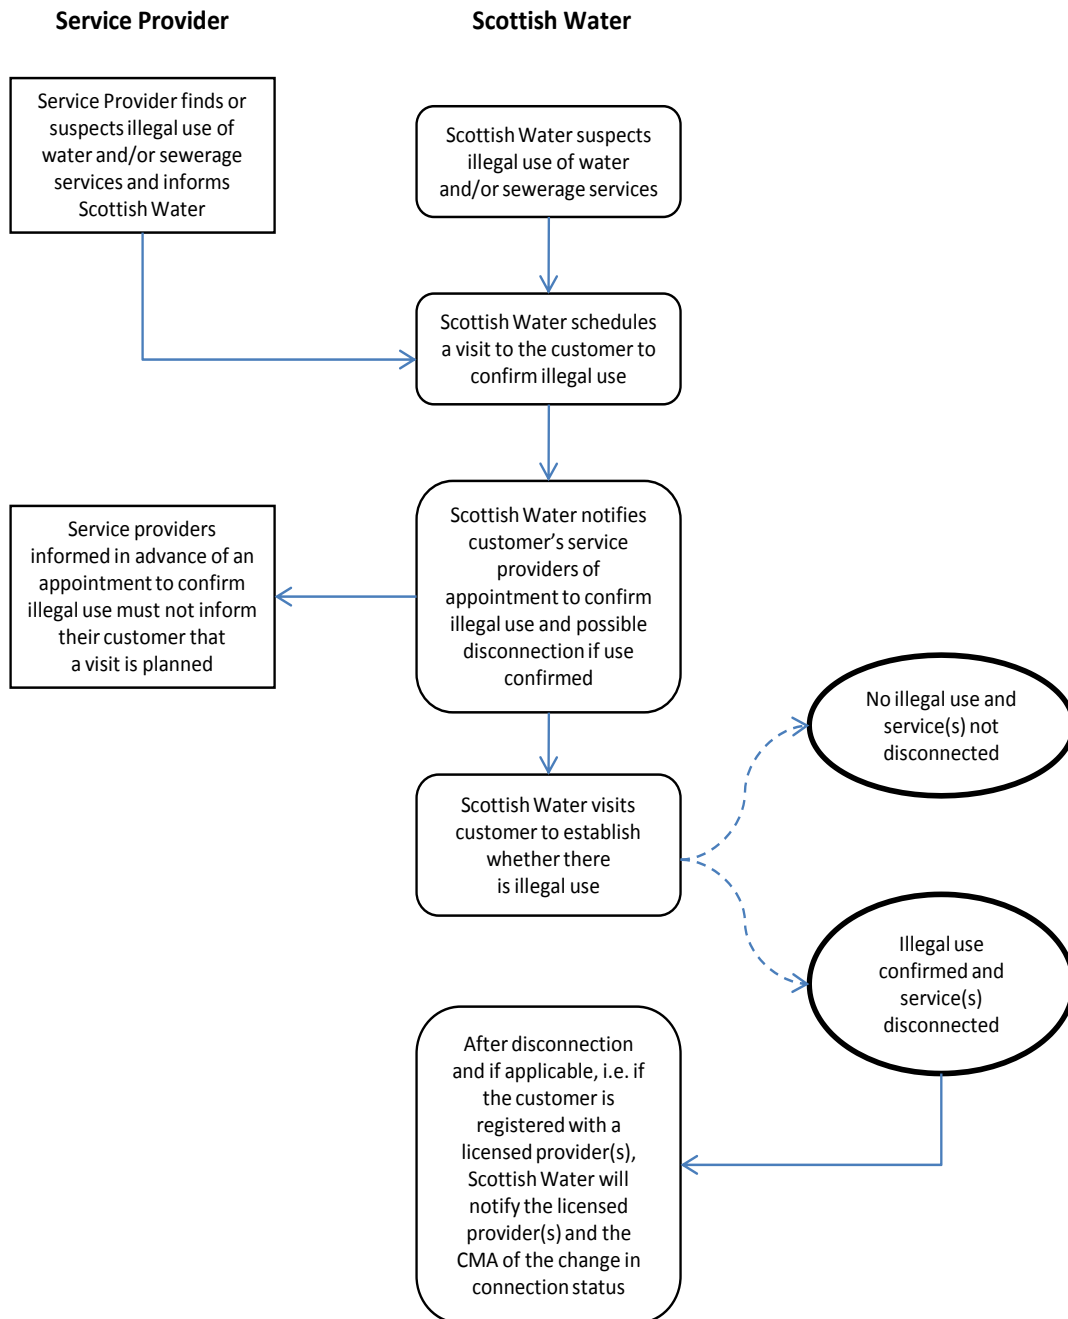 Service Provider
Scottish Water
Service Provider finds or
suspects illegal use of
water and/or sewerage
services and informs
Scottish Water
Scottish Water suspects
illegal use of water
and/or sewerage services
Scottish Water schedules
a visit to the customer to
confirm illegal use
Scottish Water notifies
customer’s service
providers of
appointment to confirm
illegal use and possible
disconnection if use
confirmed
Service providers
informed in advance of an
appointment to confirm
illegal use must not inform
their customer that
a visit is planned
No illegal use and
service(s) not
disconnected
Scottish Water visits
customer to establish
whether there
is illegal use
Illegal use
confirmed and
service(s)
disconnected
After disconnection
and if applicable, i.e. if
the customer is
registered with a
licensed provider(s),
Scottish Water will
notify the licensed
provider(s) and the
CMA of the change in
connection status